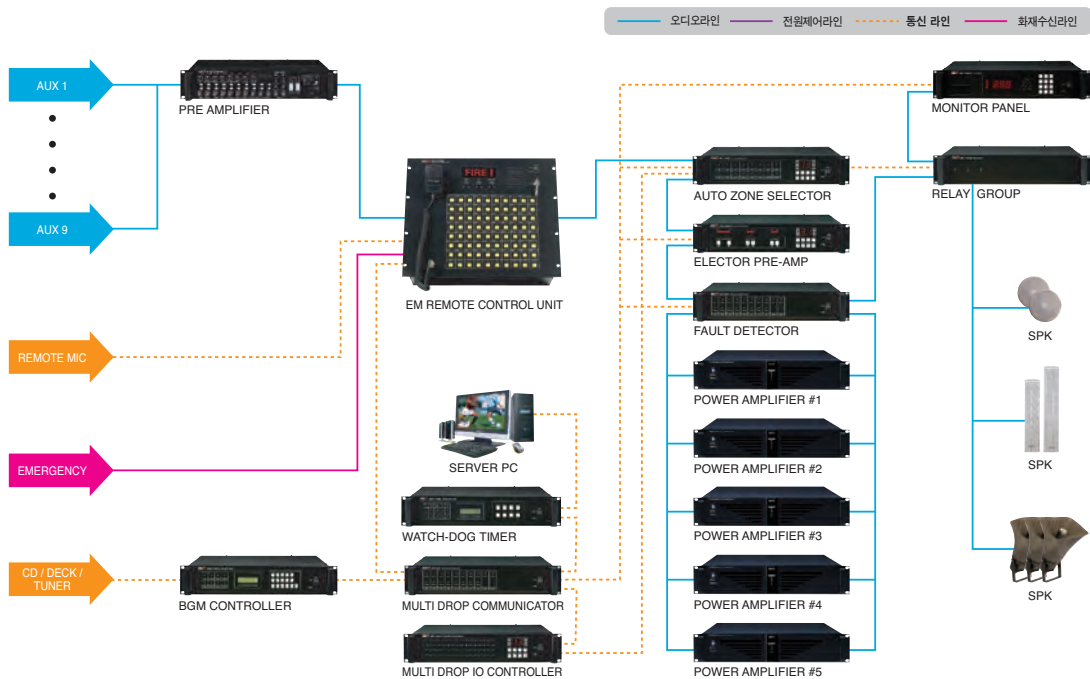 오디오라인
전원제어라인
통신 라인
화재수신라인
AUX 1
PRE AMPLIFIER
MONITOR PANEL
FIRE
AUTO ZONE SELECTOR
RELAY GROUP
AUX 9
ELECTOR PRE-AMP
EM REMOTE CONTROL UNIT
FAULT DETECTOR
SPK
REMOTE MIC
POWER AMPLIFIER #1
EMERGENCY
SERVER PC
POWER AMPLIFIER #2
SPK
WATCH-DOG TIMER
POWER AMPLIFIER #3
CD / DECK /
TUNER
BGM CONTROLLER
MULTI DROP COMMUNICATOR
POWER AMPLIFIER #4
SPK
MULTI DROP IO CONTROLLER
POWER AMPLIFIER #5